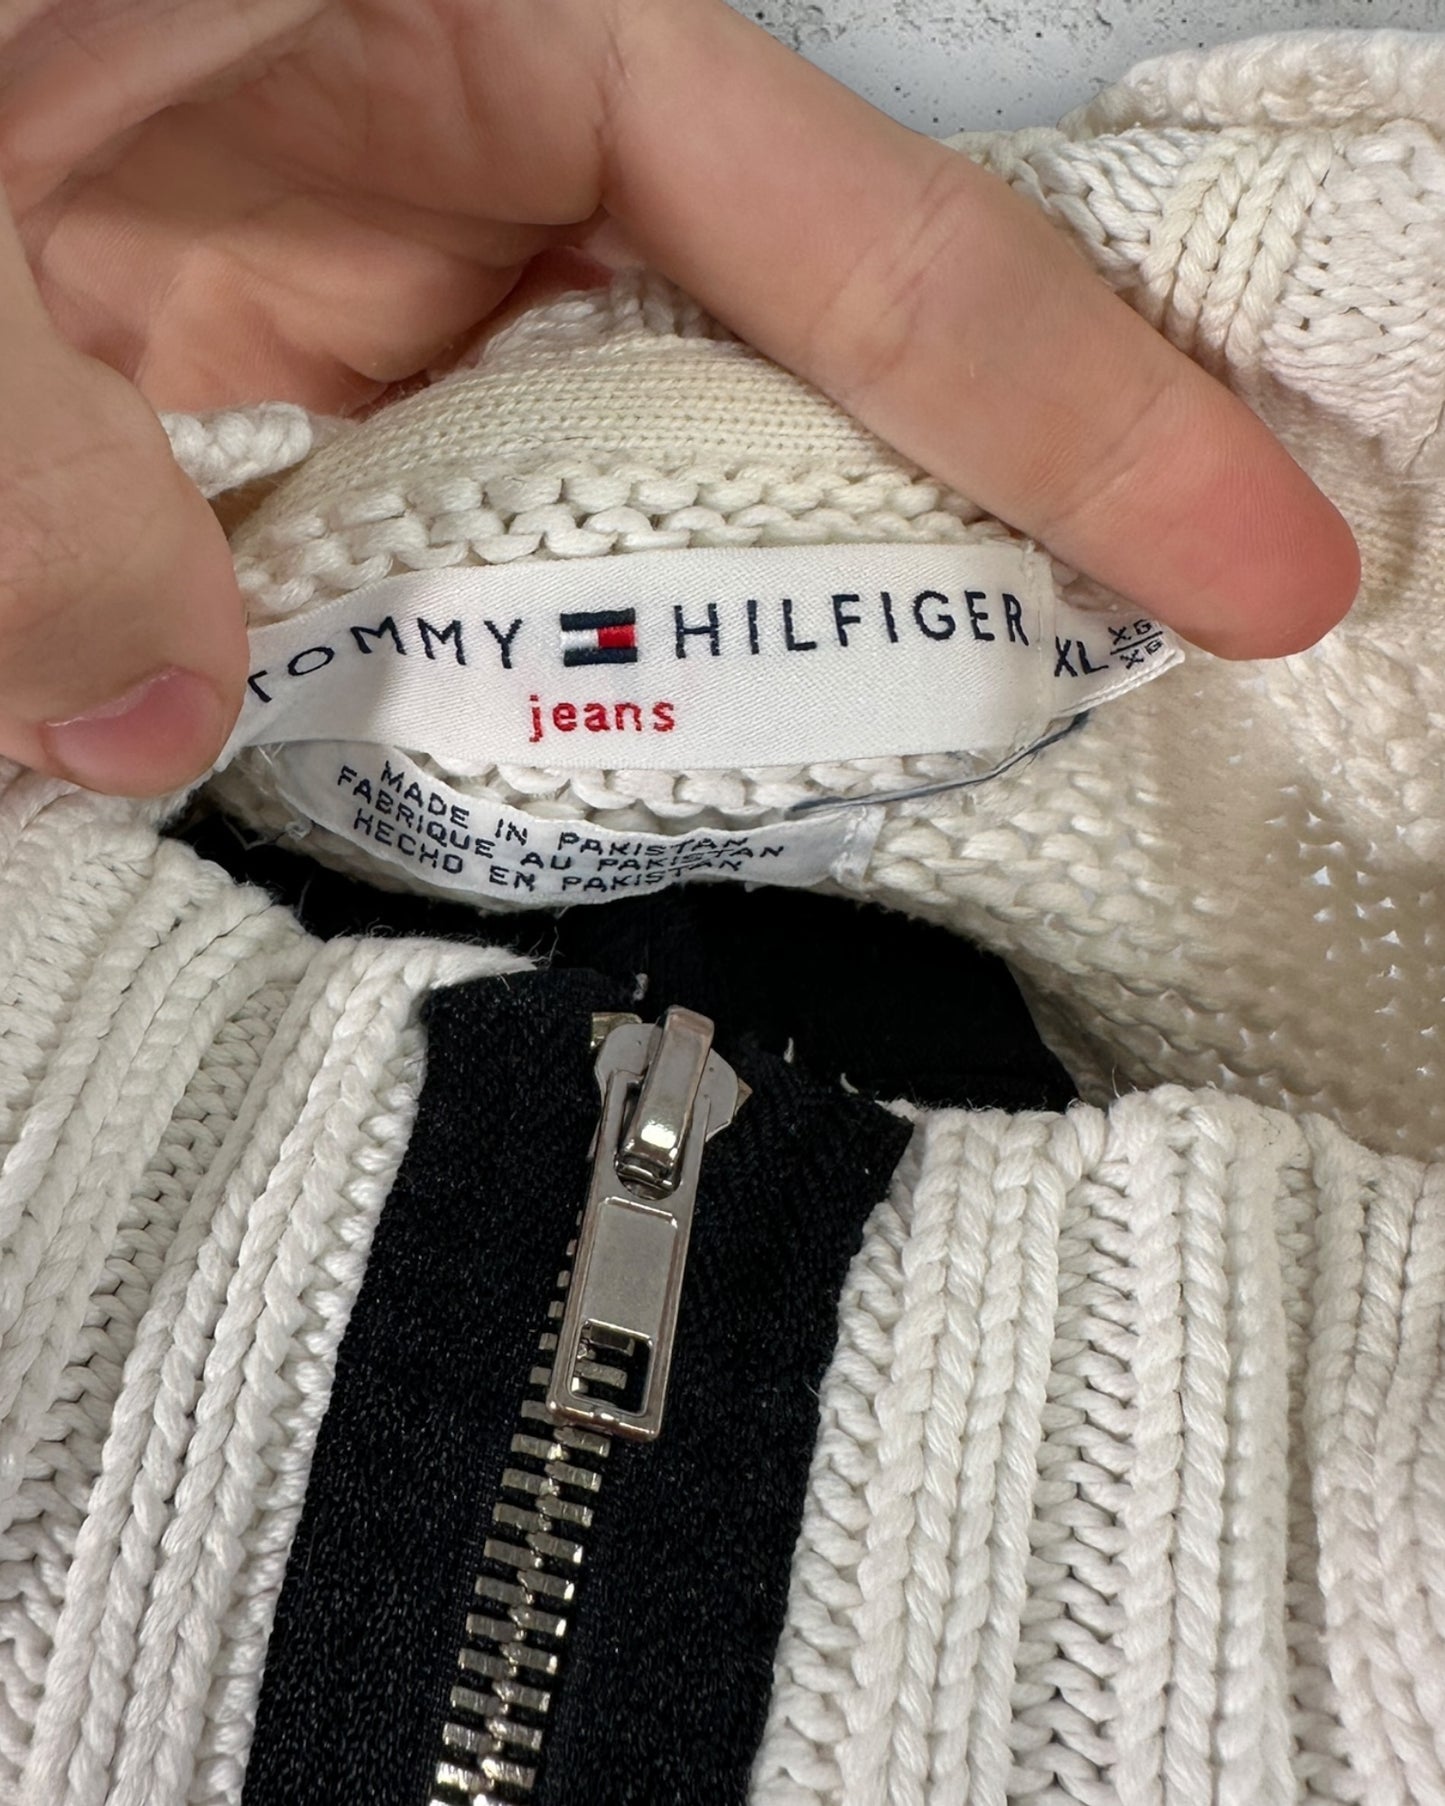 TOMMY HILFIGER
jeans
XL XG
XG
MADE IN PAKISTAN
FABRIQUE AU PAKISTAN
HECHO EN PAKISTAN